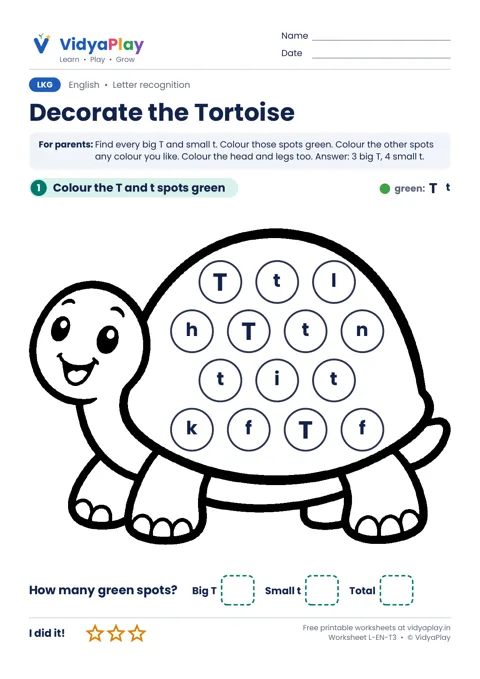 VidyaPlay
Learn • Play • Grow
Name
Date
LKG English • Letter recognition
Decorate the Tortoise
For parents: Find every big T and small t. Colour those spots green. Colour the other spots
any colour you like. Colour the head and legs too. Answer: 3 big T, 4 small t.
1 Colour the T and t spots green
green: T t
T t l
h T t n
t i t
k f T f
How many green spots? Big T Small t Total
I did it!
Free printable worksheets at vidyaplay.in
Worksheet L-EN-T3 • © VidyaPlay